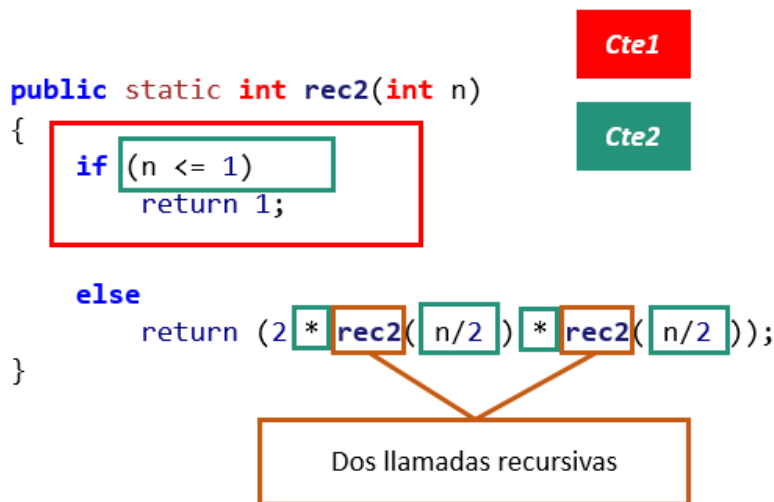 Cte1
public static int rec2(int n)
{
Cte2
if (n <= 1)
return 1;
else
return (2 * rec2( n/2 ) * rec2( n/2 ));
}
Dos llamadas recursivas